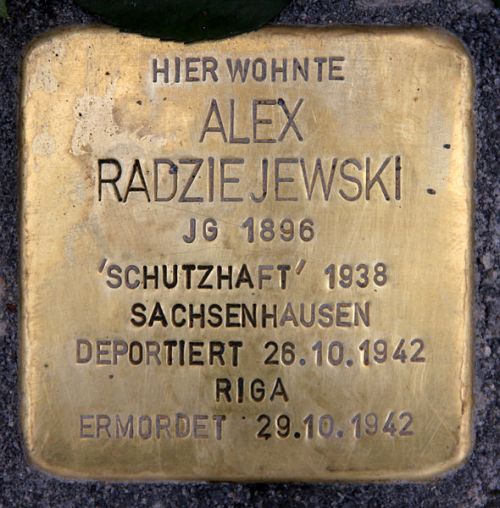 HIER WOHNTE
ALEX
RADZIEJEWSKI
JG 1896
'SCHUTZHAFT' 1938
SACHSENHAUSEN
DEPORTIERT 26.10.1942
RIGA
ERMORDET 29.10.1942